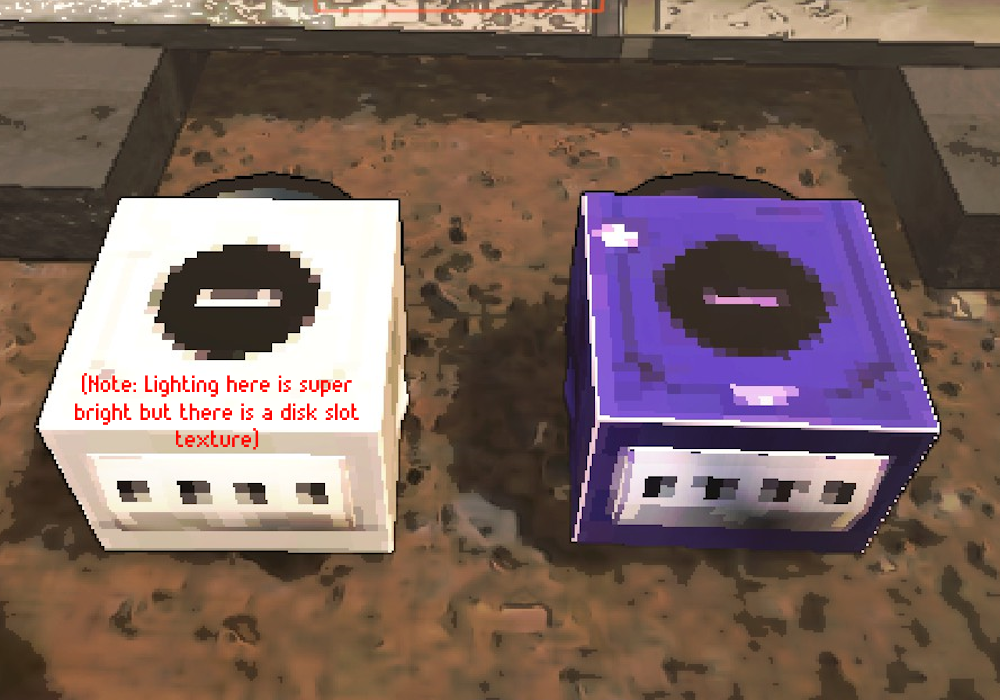 (Note: Lighting here is super
bright but there is a disk slot
texture)